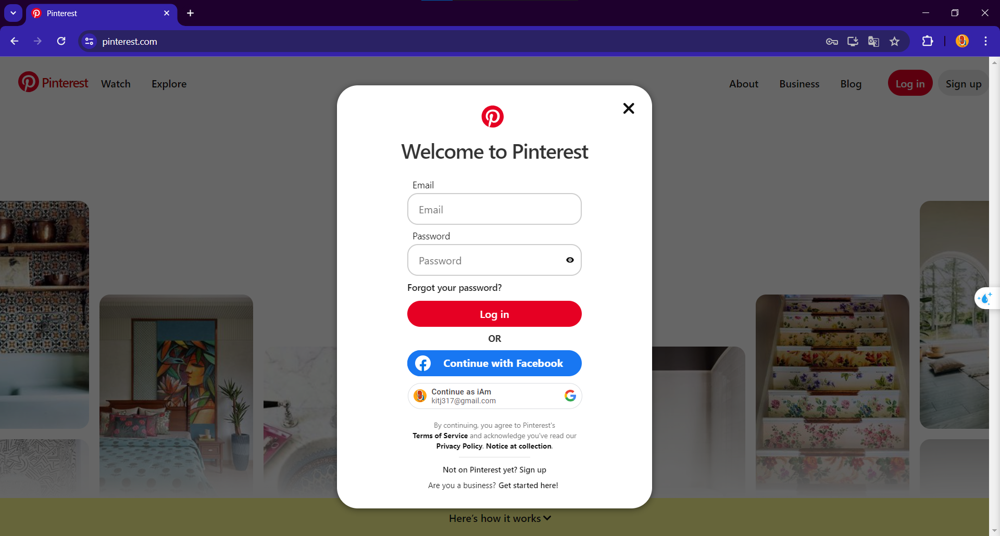 Pinterest
pinterest.com
Pinterest Watch Explore About Business Blog Log in Sign up
Welcome to Pinterest
Email
Email
Password
Password
Forgot your password?
Log in
OR
Continue with Facebook
Continue as iAm
kitj317@gmail.com
By continuing, you agree to Pinterest's
Terms of Service and acknowledge you've read our
Privacy Policy. Notice at collection.
Not on Pinterest yet? Sign up
Are you a business? Get started here!
Here's how it works